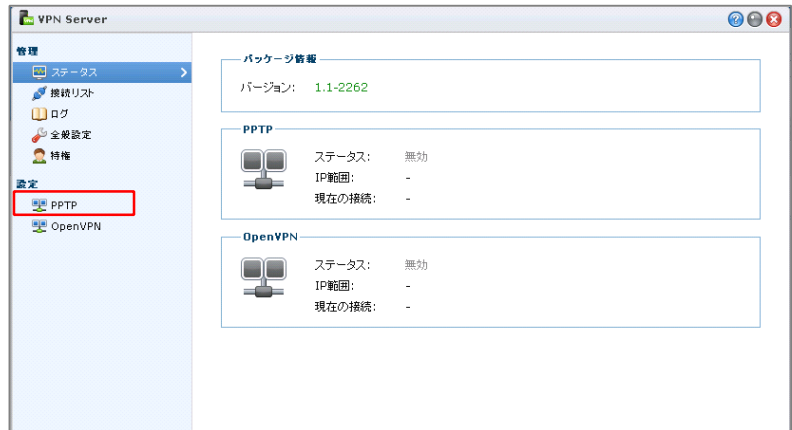 VPN Server
管理
ステータス
接続リスト
ログ
全般設定
特権
設定
PPTP
OpenVPN
パッケージ情報
バージョン: 1.1-2262
PPTP
ステータス: 無効
IP範囲: -
現在の接続: -
OpenVPN
ステータス: 無効
IP範囲: -
現在の接続: -